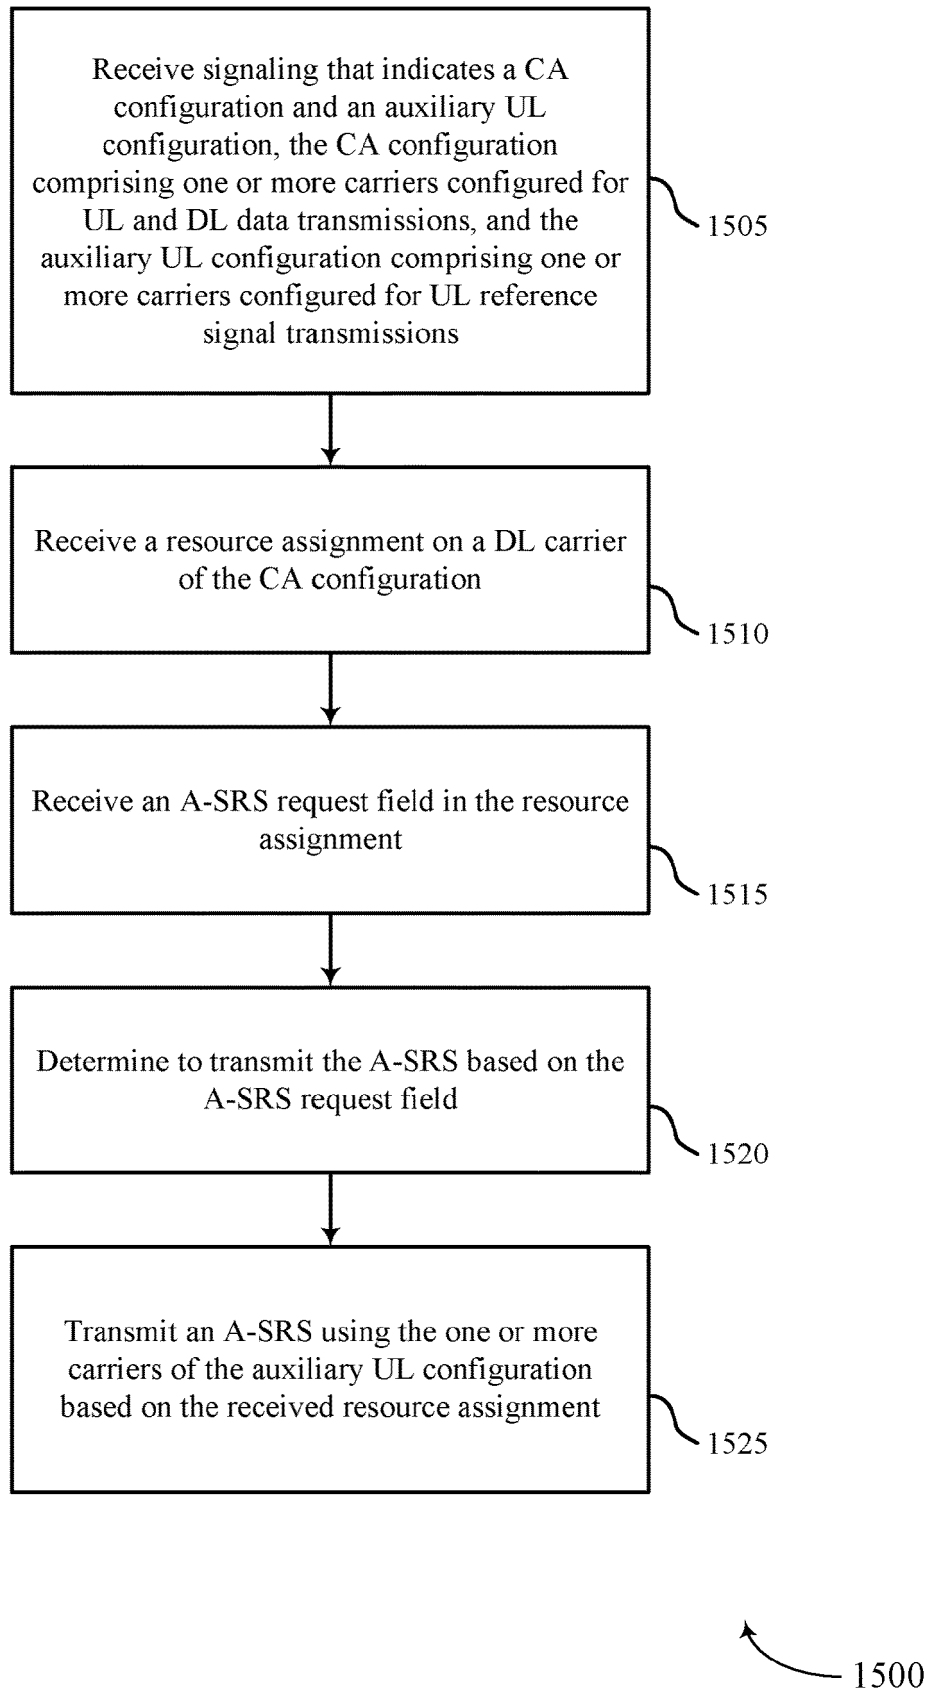 Receive signaling that indicates a CA
configuration and an auxiliary UL
configuration, the CA configuration
comprising one or more carriers configured for
UL and DL data transmissions, and the
auxiliary UL configuration comprising one or
more carriers configured for UL reference
signal transmissions
1505
Receive a resource assignment on a DL carrier
of the CA configuration
1510
Receive an A-SRS request field in the resource
assignment
1515
Determine to transmit the A-SRS based on the
A-SRS request field
1520
Transmit an A-SRS using the one or more
carriers of the auxiliary UL configuration
based on the received resource assignment
1525
1500